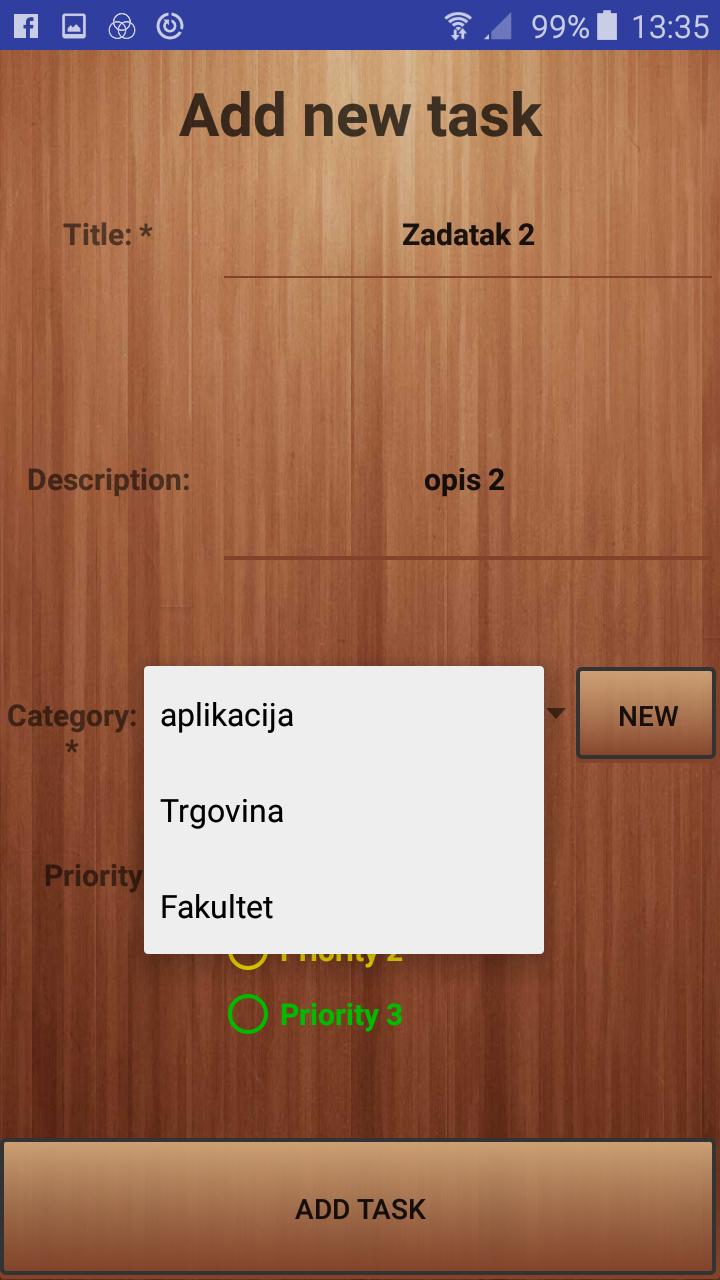 99% 13:35
Add new task
Title: * Zadatak 2
Description: opis 2
Category: * aplikacija NEW
Trgovina
Priority
Fakultet
Priority 2
Priority 3
ADD TASK